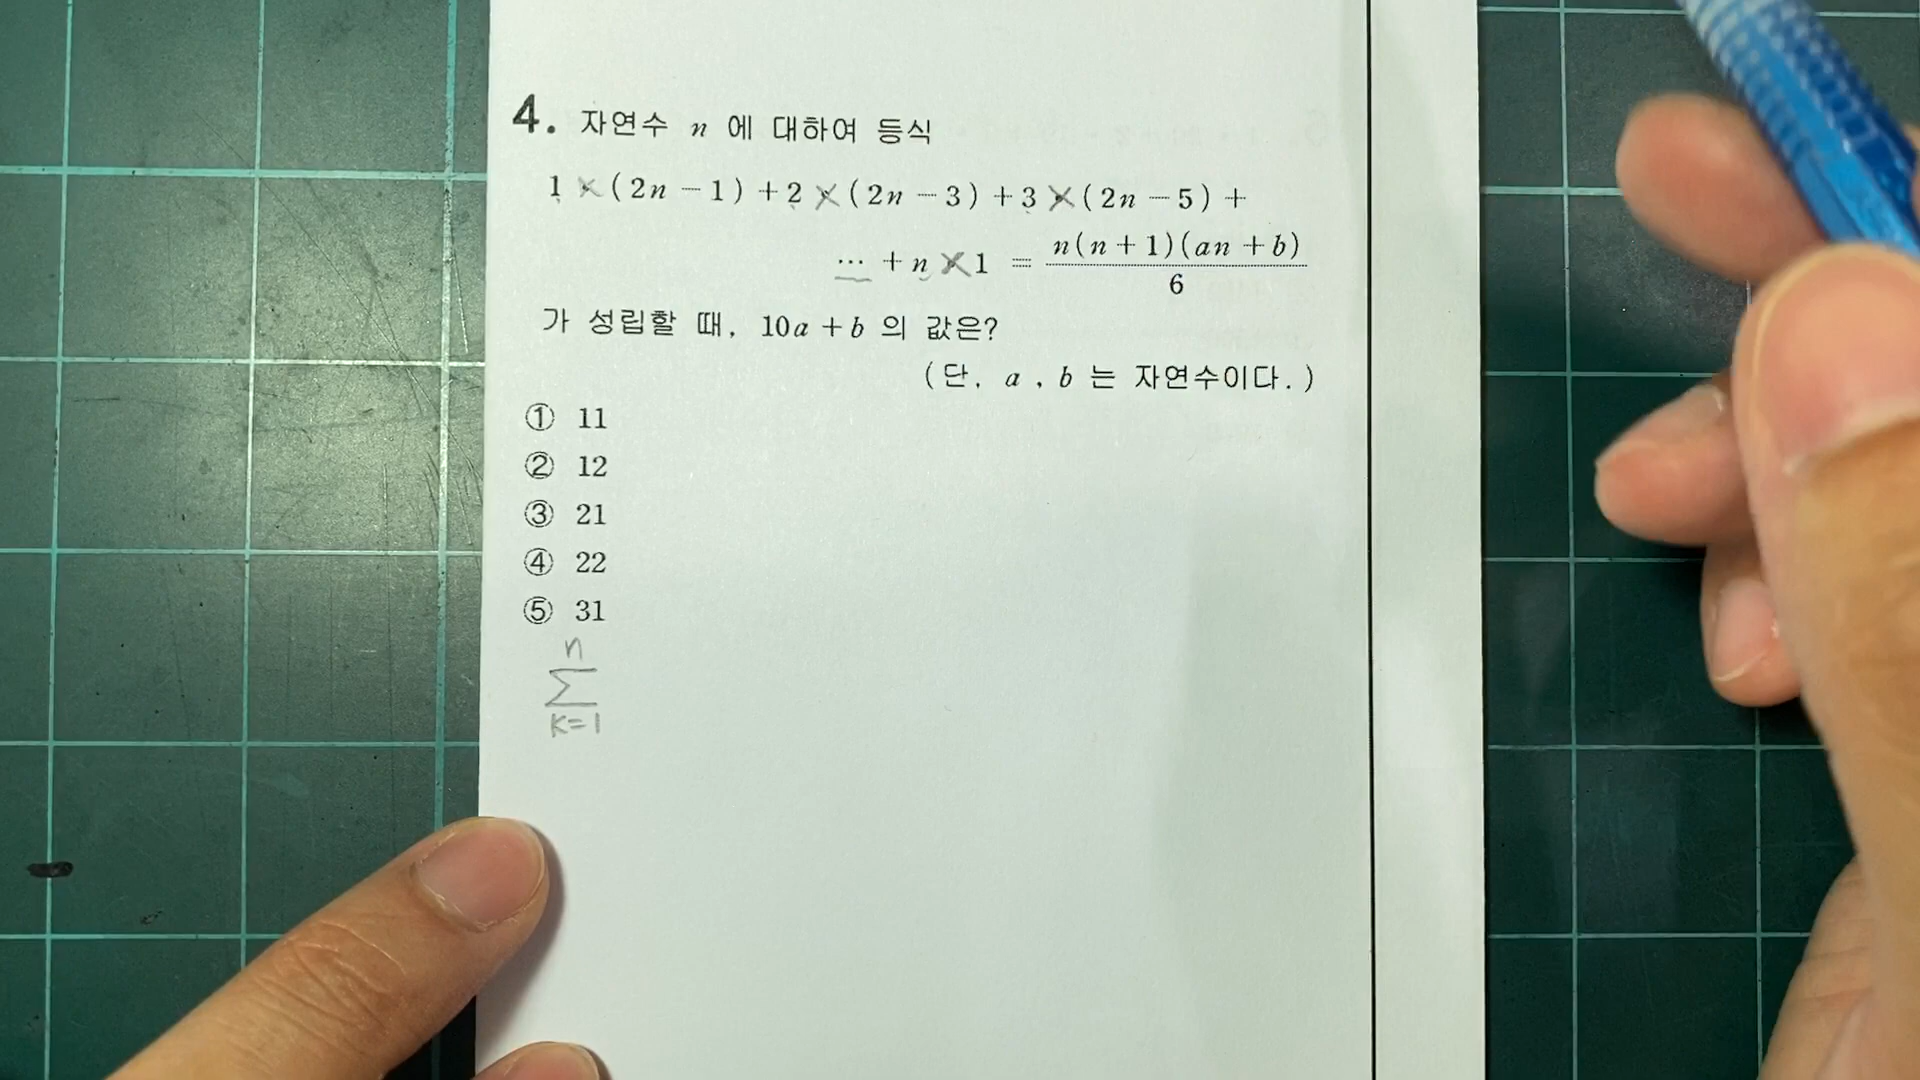 4. 자연수 n 에 대하여 등식
1 × (2n - 1) + 2 × (2n - 3) + 3 × (2n - 5) +
… + n × 1 = n(n + 1)(an + b) / 6
가 성립할 때, 10a + b 의 값은?
(단, a, b 는 자연수이다.)
① 11
② 12
③ 21
④ 22
⑤ 31
n
∑
k=1